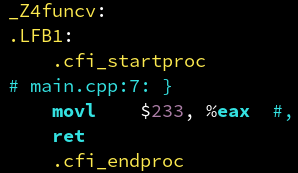 _Z4funcv:
.LFB1:
.cfi_startproc
# main.cpp:7: }
movl $233, %eax #,
ret
.cfi_endproc